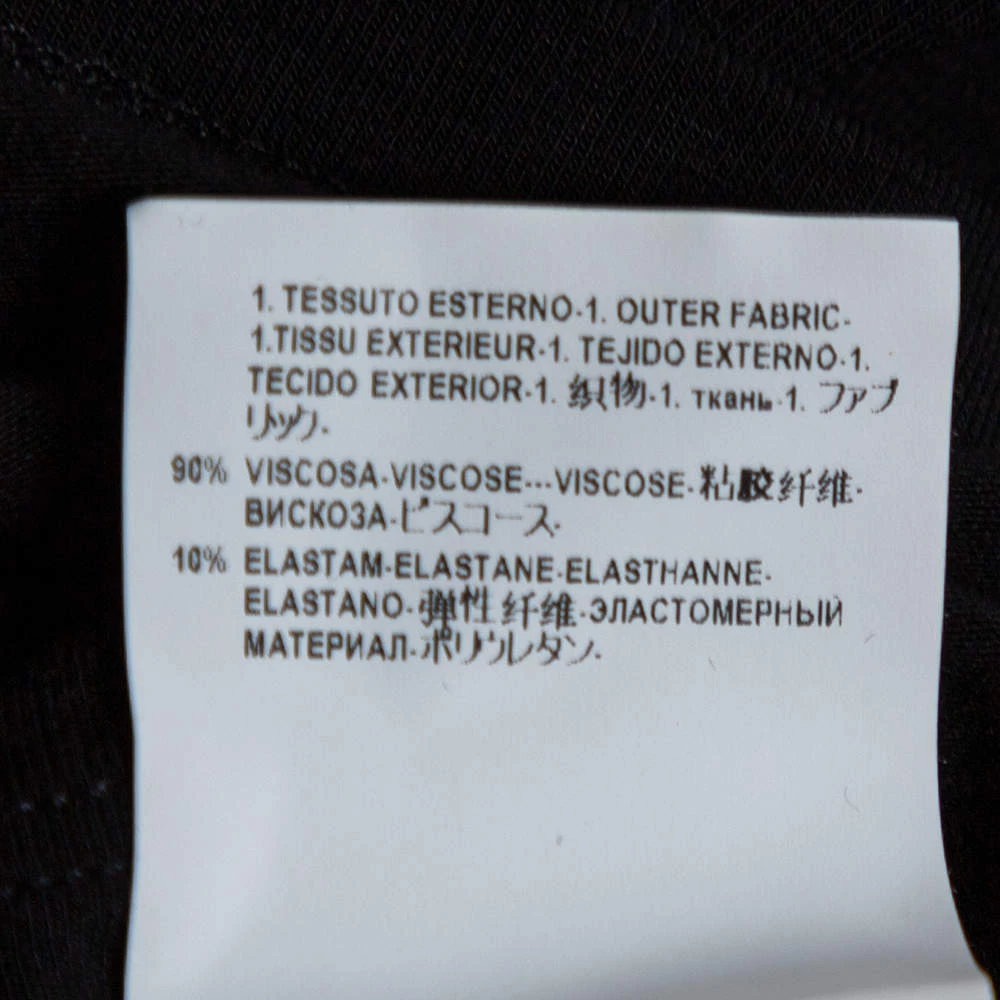 1. TESSUTO ESTERNO-1. OUTER FABRIC-
1.TISSU EXTERIEUR-1. TEJIDO EXTERNO-1.
TECIDO EXTERIOR-1. 织物-1. ткань-1. ファブ
リック-
90% VISCOSA-VISCOSE---VISCOSE-粘胶纤维-
ВИСКОЗА-ビスコース-
10% ELASTAM-ELASTANE-ELASTHANNE-
ELASTANO-弹性纤维-ЭЛАСТОМЕРНЫЙ
МАТЕРИАЛ-ポリウレタン-